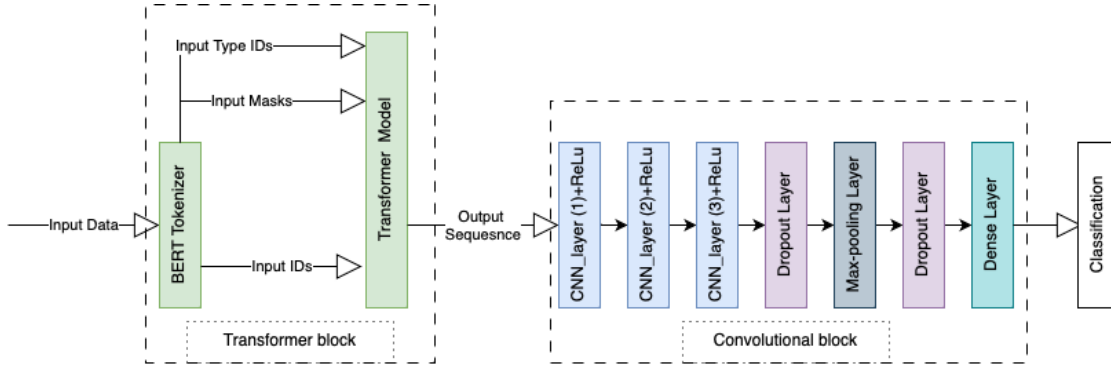 Input Data
BERT Tokenizer
Input Type IDs
Input Masks
Input IDs
Transformer Model
Transformer block
Output
Sequesnce
CNN_layer (1)+ReLu
CNN_layer (2)+ReLu
CNN_layer (3)+ReLu
Dropout Layer
Max-pooling Layer
Dropout Layer
Dense Layer
Convolutional block
Classification